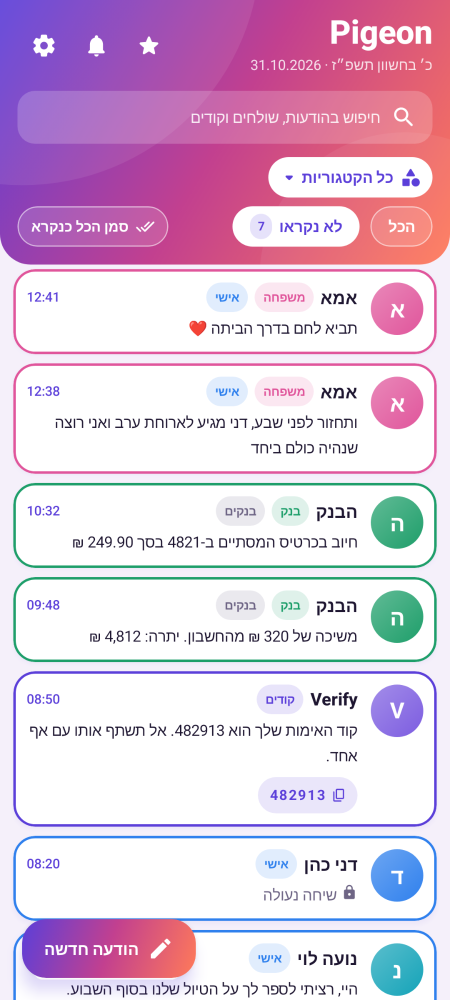 Pigeon
כ׳ בחשוון תשפ״ז · 31.10.2026
חיפוש בהודעות, שולחים וקודים
כל הקטגוריות
הכל
לא נקראו 7
סמן הכל כנקרא
א
אמא משפחה אישי 12:41
תביא לחם בדרך הביתה ❤️
א
אמא משפחה אישי 12:38
ותחזור לפני שבע, דני מגיע לארוחת ערב ואני רוצה
שנהיה כולם ביחד
ה
הבנק בנק בנקים 10:32
חיוב בכרטיס המסתיים ב-4821 בסך 249.90 ₪
ה
הבנק בנק בנקים 09:48
משיכה של 320 ₪ מהחשבון. יתרה: 4,812 ₪
V
Verify קודים 08:50
קוד האימות שלך הוא 482913. אל תשתף אותו עם אף
אחד.
482913
ד
דני כהן אישי 08:20
שיחה נעולה
נ
נועה לוי אישי
היי, רציתי לספר לך על הטיול שלנו בסוף השבוע.
הודעה חדשה